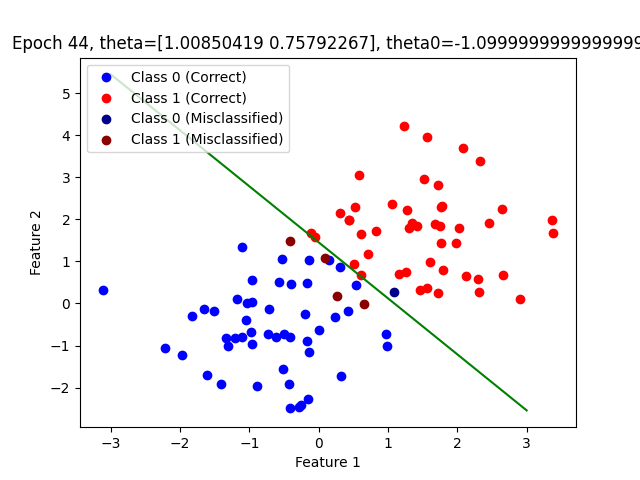 Epoch 44, theta=[1.00850419 0.75792267], theta0=-1.0999999999999999
Class 0 (Correct)
Class 1 (Correct)
Class 0 (Misclassified)
Class 1 (Misclassified)
5
4
3
2
1
0
−1
−2
Feature 2
−3
−2
−1
0
1
2
3
Feature 1